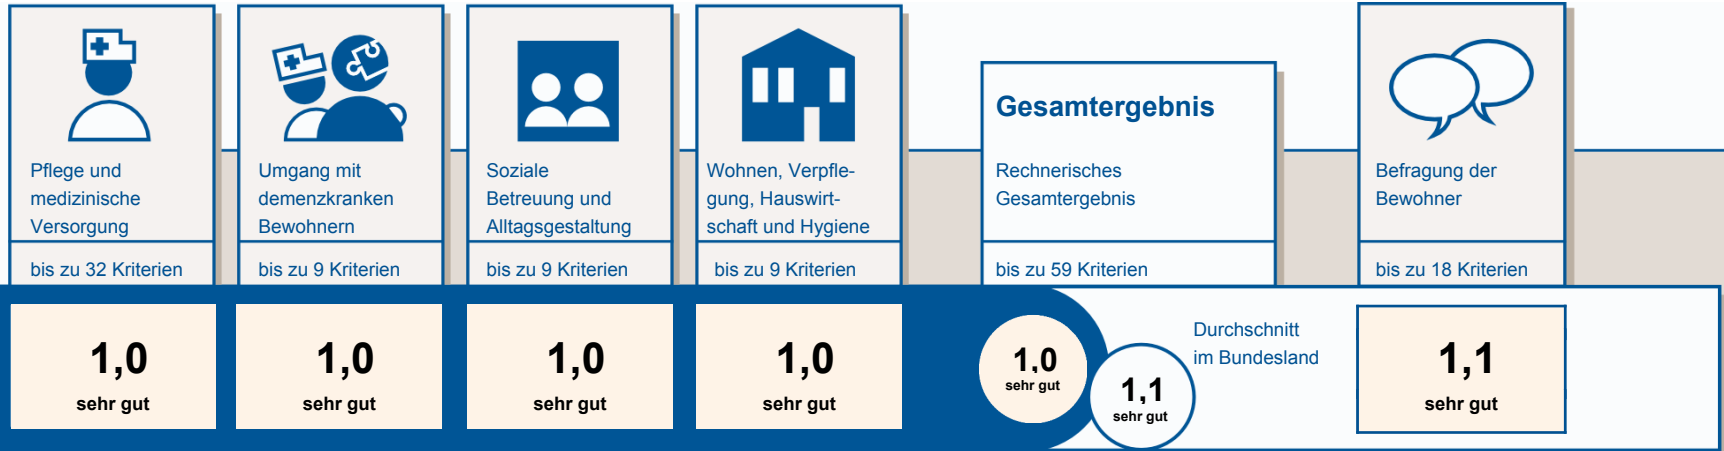 Pflege und
medizinische
Versorgung
bis zu 32 Kriterien
1,0
sehr gut
Umgang mit
demenzkranken
Bewohnern
bis zu 9 Kriterien
1,0
sehr gut
Soziale
Betreuung und
Alltagsgestaltung
bis zu 9 Kriterien
1,0
sehr gut
Wohnen, Verpfle-
gung, Hauswirt-
schaft und Hygiene
bis zu 9 Kriterien
1,0
sehr gut
Gesamtergebnis
Rechnerisches
Gesamtergebnis
bis zu 59 Kriterien
1,0
sehr gut
1,1
sehr gut
Durchschnitt
im Bundesland
Befragung der
Bewohner
bis zu 18 Kriterien
1,1
sehr gut